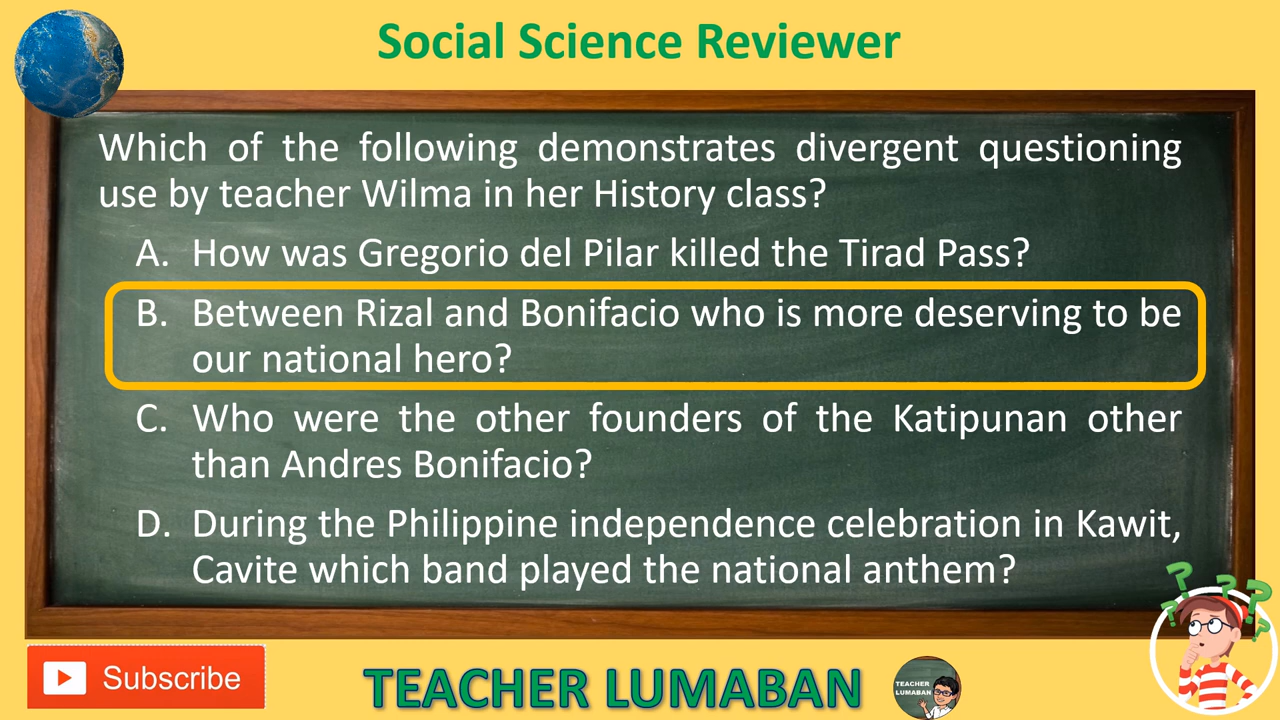 Social Science Reviewer
Which of the following demonstrates divergent questioning
use by teacher Wilma in her History class?
A. How was Gregorio del Pilar killed the Tirad Pass?
B. Between Rizal and Bonifacio who is more deserving to be
our national hero?
C. Who were the other founders of the Katipunan other
than Andres Bonifacio?
D. During the Philippine independence celebration in Kawit,
Cavite which band played the national anthem?
? ? ? ? ? ?
Subscribe
TEACHER LUMABAN
TEACHER
LUMABAN